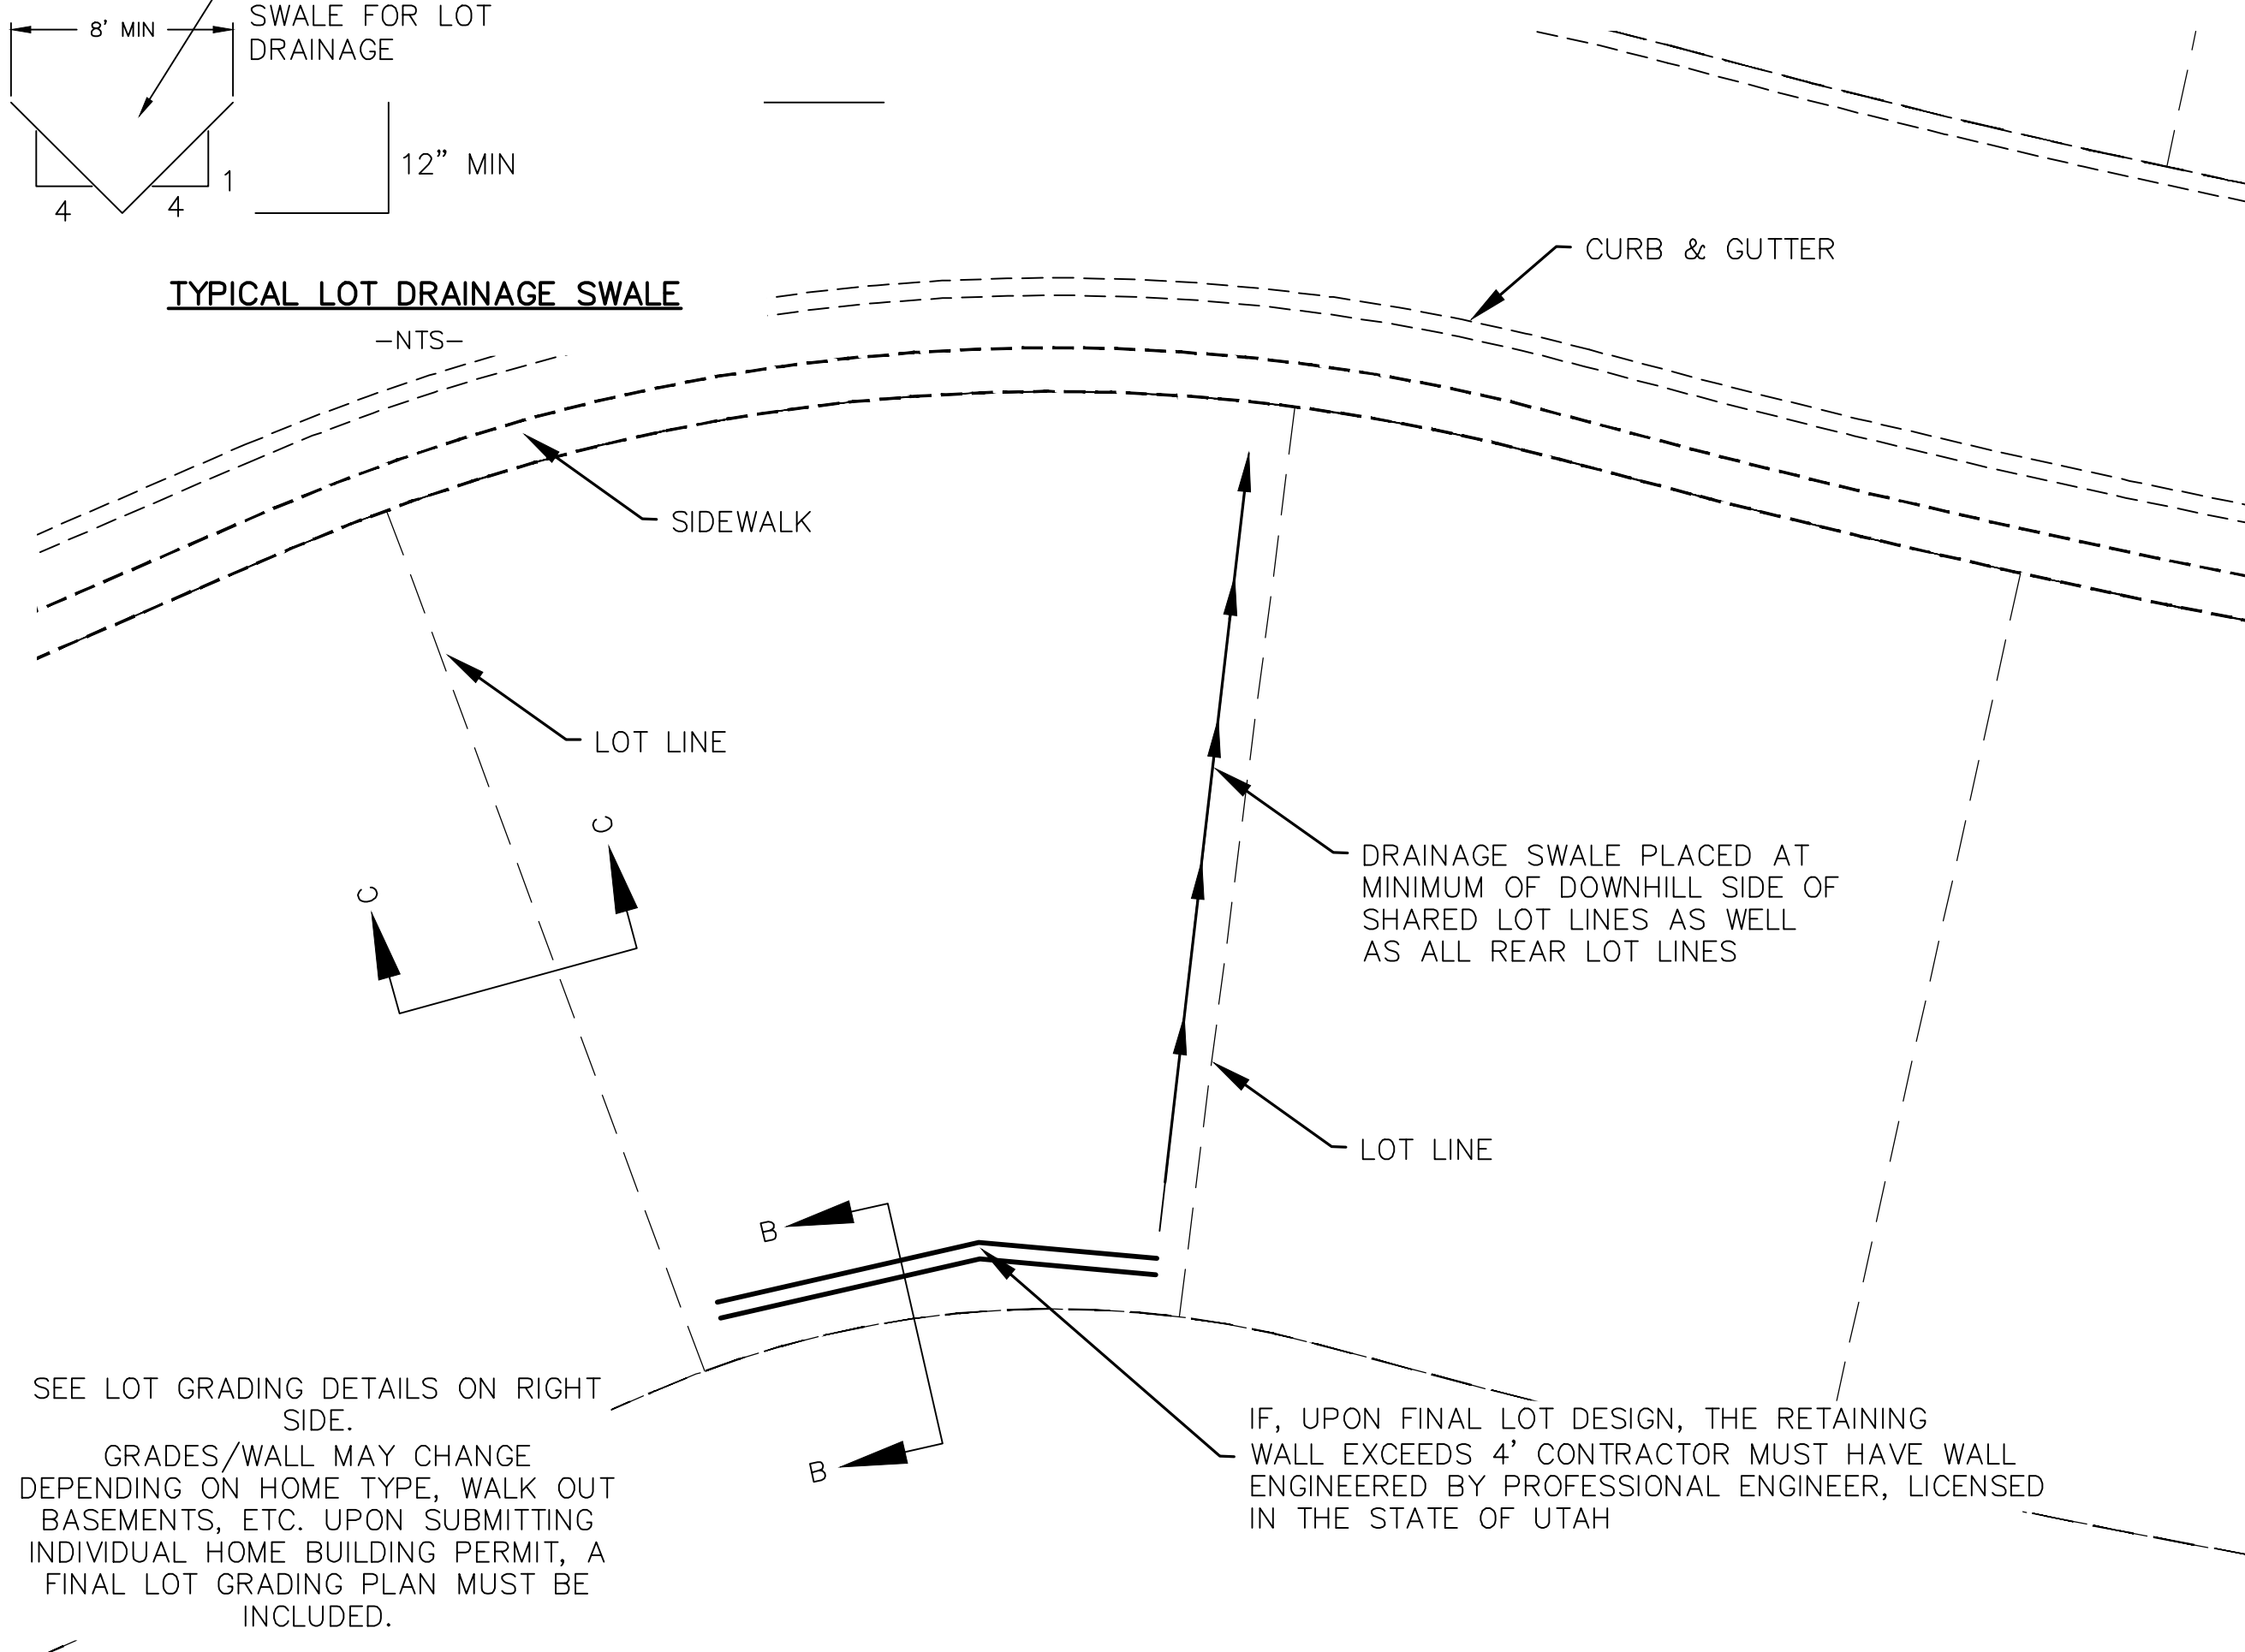 8' MIN
SWALE FOR LOT
DRAINAGE
12" MIN
1
4
4
TYPICAL LOT DRAINAGE SWALE
-NTS-
CURB & GUTTER
SIDEWALK
LOT LINE
C
C
DRAINAGE SWALE PLACED AT
MINIMUM OF DOWNHILL SIDE OF
SHARED LOT LINES AS WELL
AS ALL REAR LOT LINES
LOT LINE
B
B
SEE LOT GRADING DETAILS ON RIGHT
SIDE.
GRADES/WALL MAY CHANGE
DEPENDING ON HOME TYPE, WALK OUT
BASEMENTS, ETC. UPON SUBMITTING
INDIVIDUAL HOME BUILDING PERMIT, A
FINAL LOT GRADING PLAN MUST BE
INCLUDED.
IF, UPON FINAL LOT DESIGN, THE RETAINING
WALL EXCEEDS 4' CONTRACTOR MUST HAVE WALL
ENGINEERED BY PROFESSIONAL ENGINEER, LICENSED
IN THE STATE OF UTAH